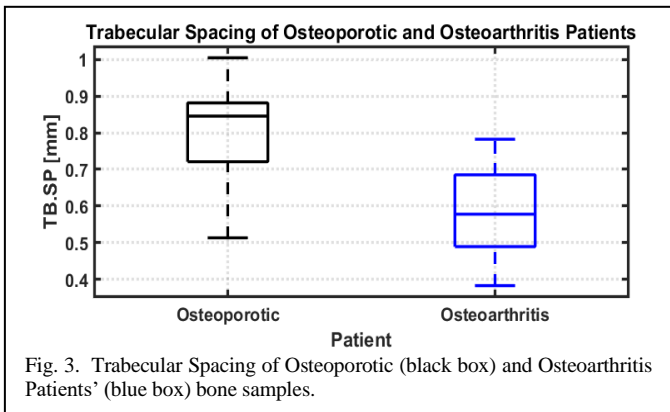 Trabecular Spacing of Osteoporotic and Osteoarthritis Patients
1
0.9
0.8
0.7
0.6
0.5
0.4
TB.SP [mm]
Osteoporotic Osteoarthritis
Patient
Fig. 3. Trabecular Spacing of Osteoporotic (black box) and Osteoarthritis
Patients’ (blue box) bone samples.